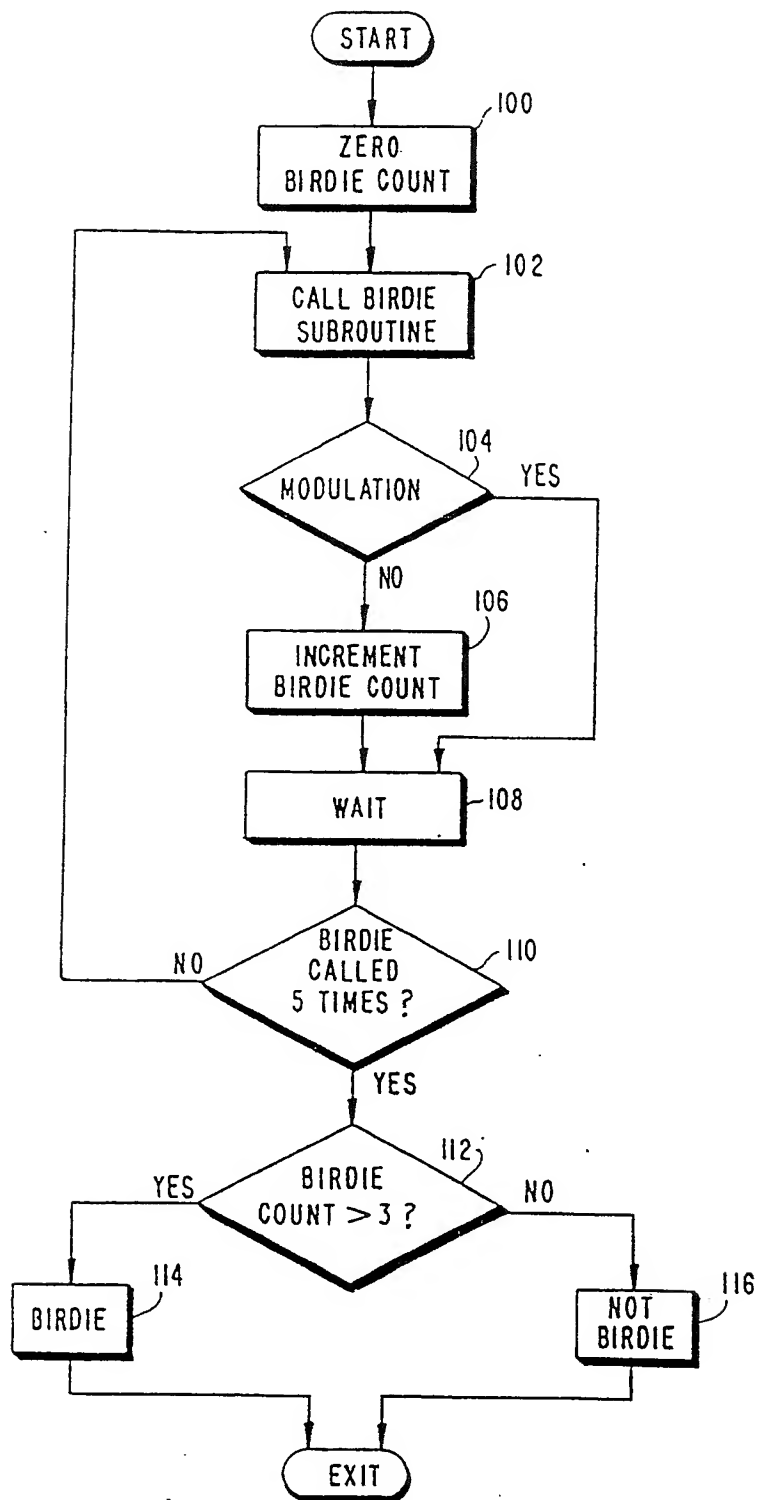 START
100
ZERO
BIRDIE COUNT
102
CALL BIRDIE
SUBROUTINE
104
MODULATION
YES
NO
106
INCREMENT
BIRDIE COUNT
WAIT
108
BIRDIE
CALLED
5 TIMES ?
110
NO
YES
112
BIRDIE
COUNT > 3 ?
YES
NO
114
BIRDIE
116
NOT
BIRDIE
EXIT